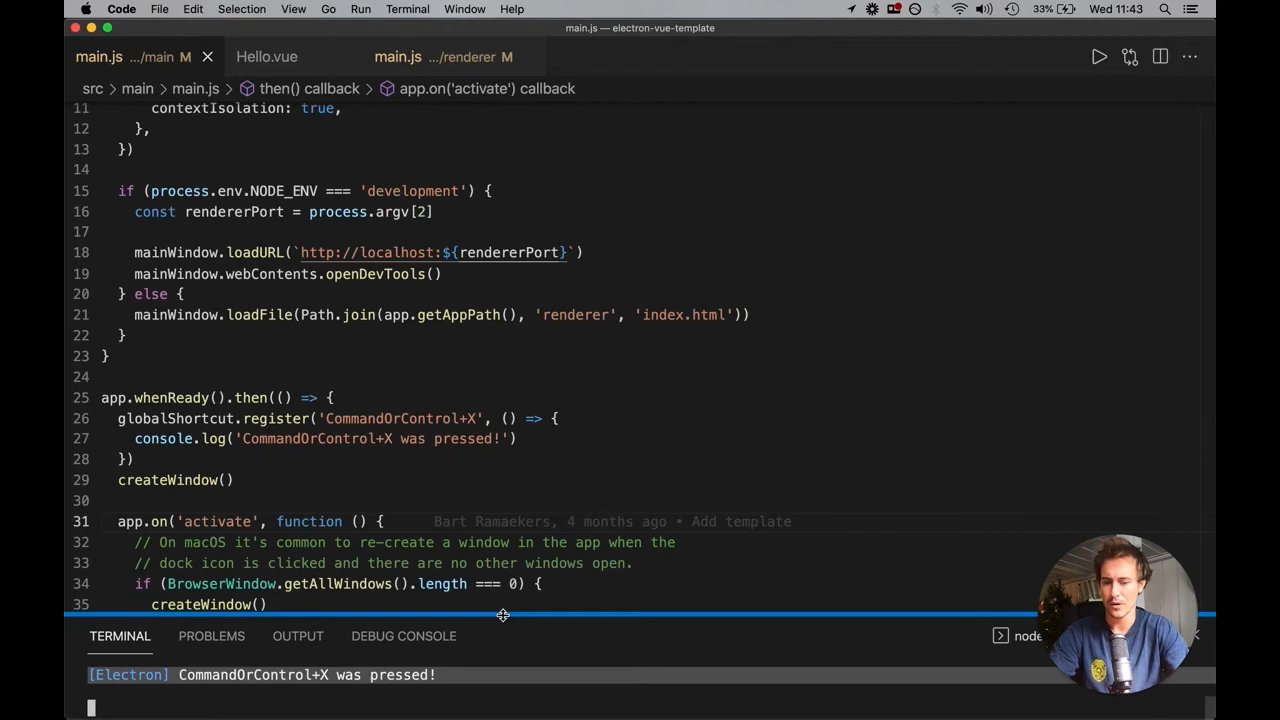 Code File Edit Selection View Go Run Terminal Window Help 33% Wed 11:43
main.js — electron-vue-template
main.js .../main M Hello.vue main.js .../renderer M
src main main.js then() callback app.on('activate') callback
11 contextIsolation: true,
12 },
13 })
14
15 if (process.env.NODE_ENV === 'development') {
16 const rendererPort = process.argv[2]
17
18 mainWindow.loadURL(`http://localhost:${rendererPort}`)
19 mainWindow.webContents.openDevTools()
20 } else {
21 mainWindow.loadFile(Path.join(app.getAppPath(), 'renderer', 'index.html'))
22 }
23 }
24
25 app.whenReady().then(() => {
26 globalShortcut.register('CommandOrControl+X', () => {
27 console.log('CommandOrControl+X was pressed!')
28 })
29 createWindow()
30
31 app.on('activate', function () { Bart Ramaekers, 4 months ago • Add template
32 // On macOS it's common to re-create a window in the app when the
33 // dock icon is clicked and there are no other windows open.
34 if (BrowserWindow.getAllWindows().length === 0) {
35 createWindow()
TERMINAL PROBLEMS OUTPUT DEBUG CONSOLE node
[Electron] CommandOrControl+X was pressed!